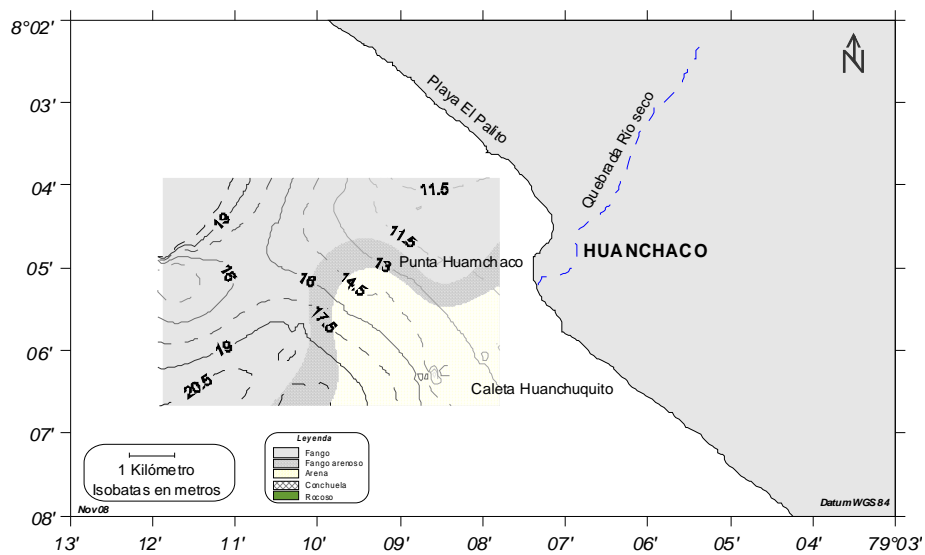 8°02'
03'
04'
05'
06'
07'
08'
N
Playa El Palito
Quebrada Río seco
HUANCHACO
11.5
19
11.5
Punta Huamchaco
13
16
16
14.5
17.5
19
20.5
Caleta Huanchuquito
1 Kilómetro
Isobatas en metros
Leyenda
Fango
Fango arenoso
Arena
Conchuela
Rocoso
Nov08
Datum WGS 84
13'
12'
11'
10'
09'
08'
07'
06'
05'
04'
79°03'